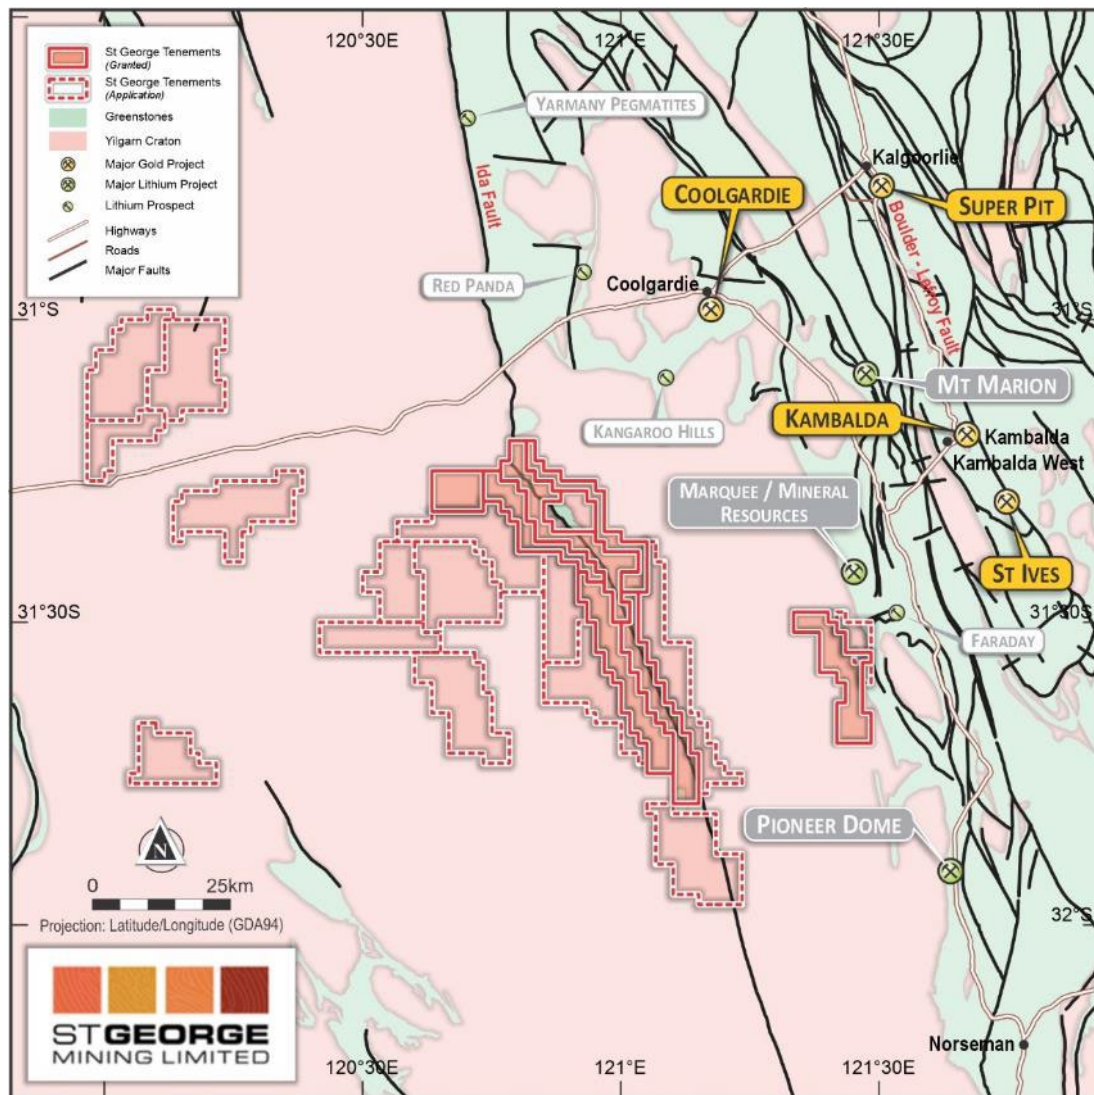 120°30E
121°E
121°30E
St George Tenements
(Granted)
St George Tenements
(Application)
Greenstones
Yilgarn Craton
Major Gold Project
Major Lithium Project
Lithium Prospect
Highways
Roads
Major Faults
YARMANY PEGMATITES
Ida Fault
Kalgoorlie
COOLGARDIE
SUPER PIT
Boulder - Lefroy Fault
RED PANDA
Coolgardie
31°S
31°S
MT MARION
KANGAROO HILLS
KAMBALDA
Kambalda
Kambalda West
MARQUEE / MINERAL
RESOURCES
ST IVES
31°30S
31°30S
FARADAY
PIONEER DOME
N
0 25km
Projection: Latitude/Longitude (GDA94)
32°S
ST GEORGE
MINING LIMITED
Norseman
120°30E
121°E
121°30E